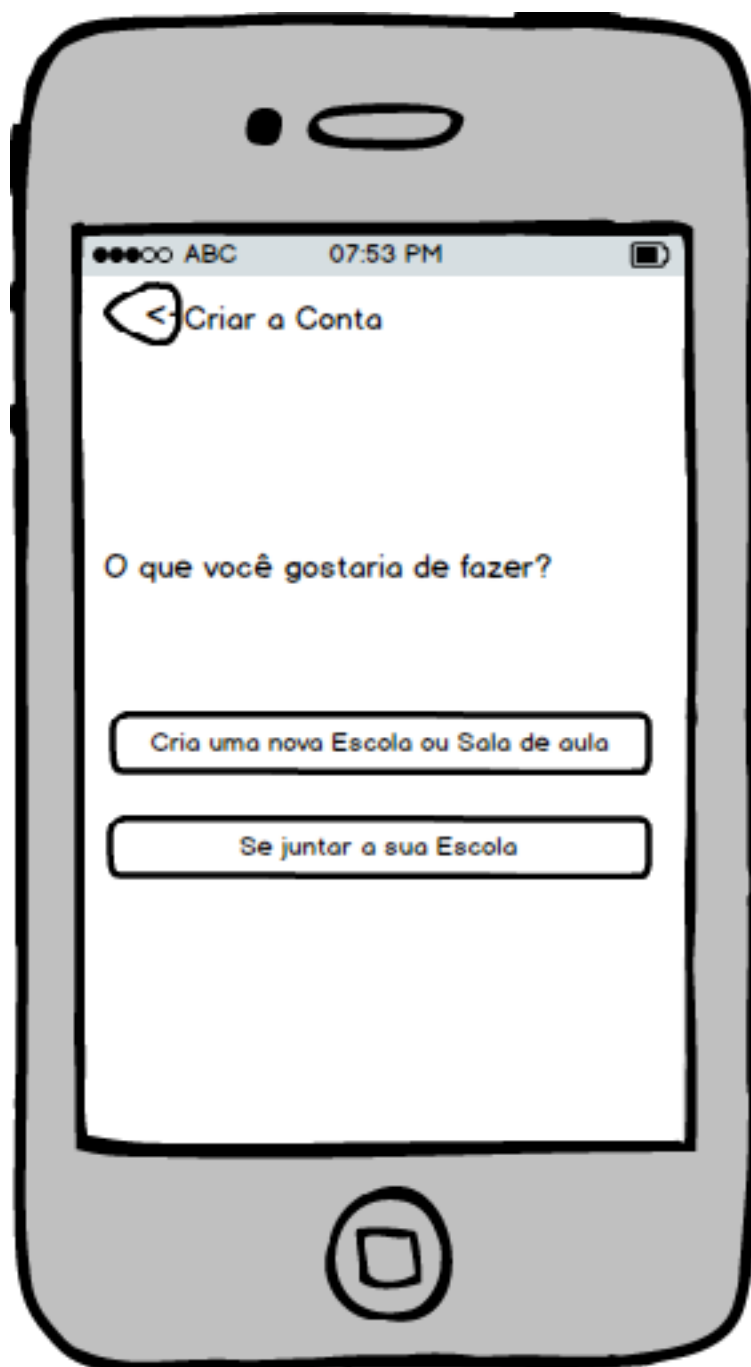 ABC 07:53 PM
<- Criar a Conta
O que você gostaria de fazer?
Cria uma nova Escola ou Sala de aula
Se juntar a sua Escola